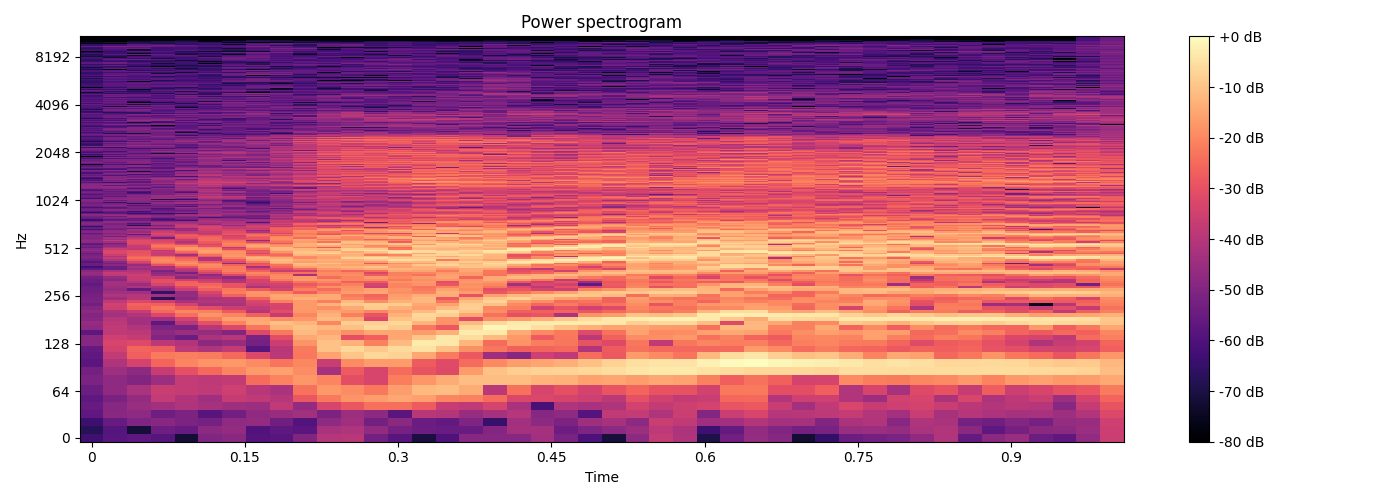 Power spectrogram
Hz
8192
4096
2048
1024
512
256
128
64
0
0 0.15 0.3 0.45 0.6 0.75 0.9
Time
+0 dB
-10 dB
-20 dB
-30 dB
-40 dB
-50 dB
-60 dB
-70 dB
-80 dB